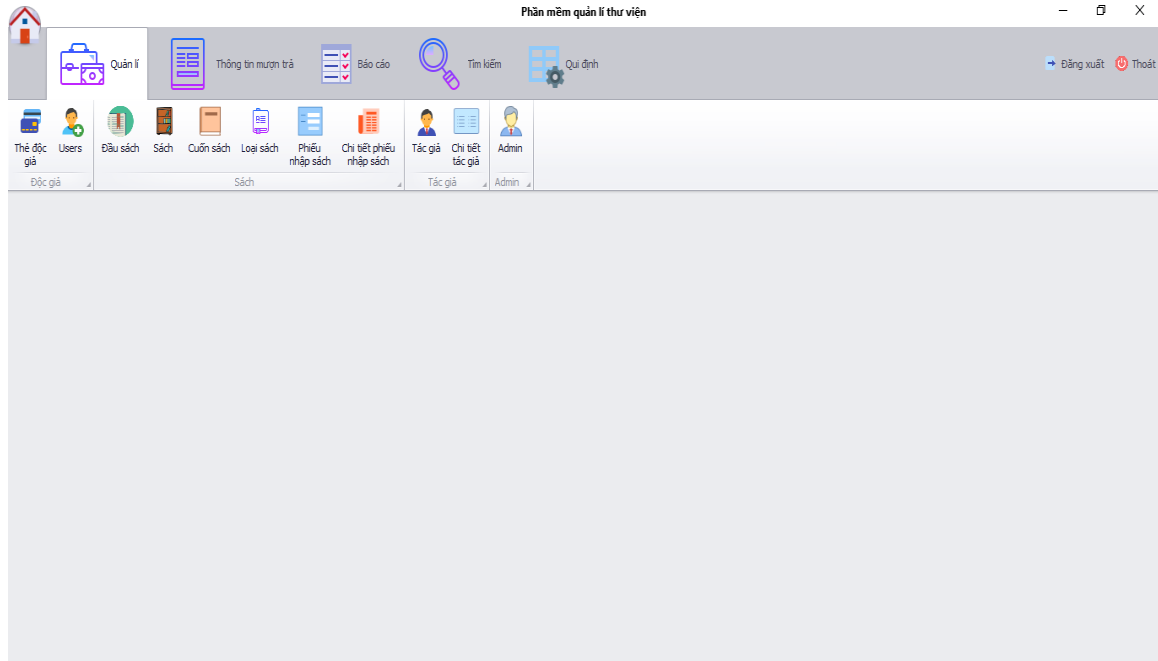 Phần mềm quản lí thư viện
Quản lí
Thông tin mượn trả
Báo cáo
Tìm kiếm
Qui định
Đăng xuất
Thoát
Thẻ độc
giả
Users
Đầu sách
Sách
Cuốn sách
Loại sách
Phiếu
nhập sách
Chi tiết phiếu
nhập sách
Tác giả
Chi tiết
tác giả
Admin
Độc giả
Sách
Tác giả
Admin